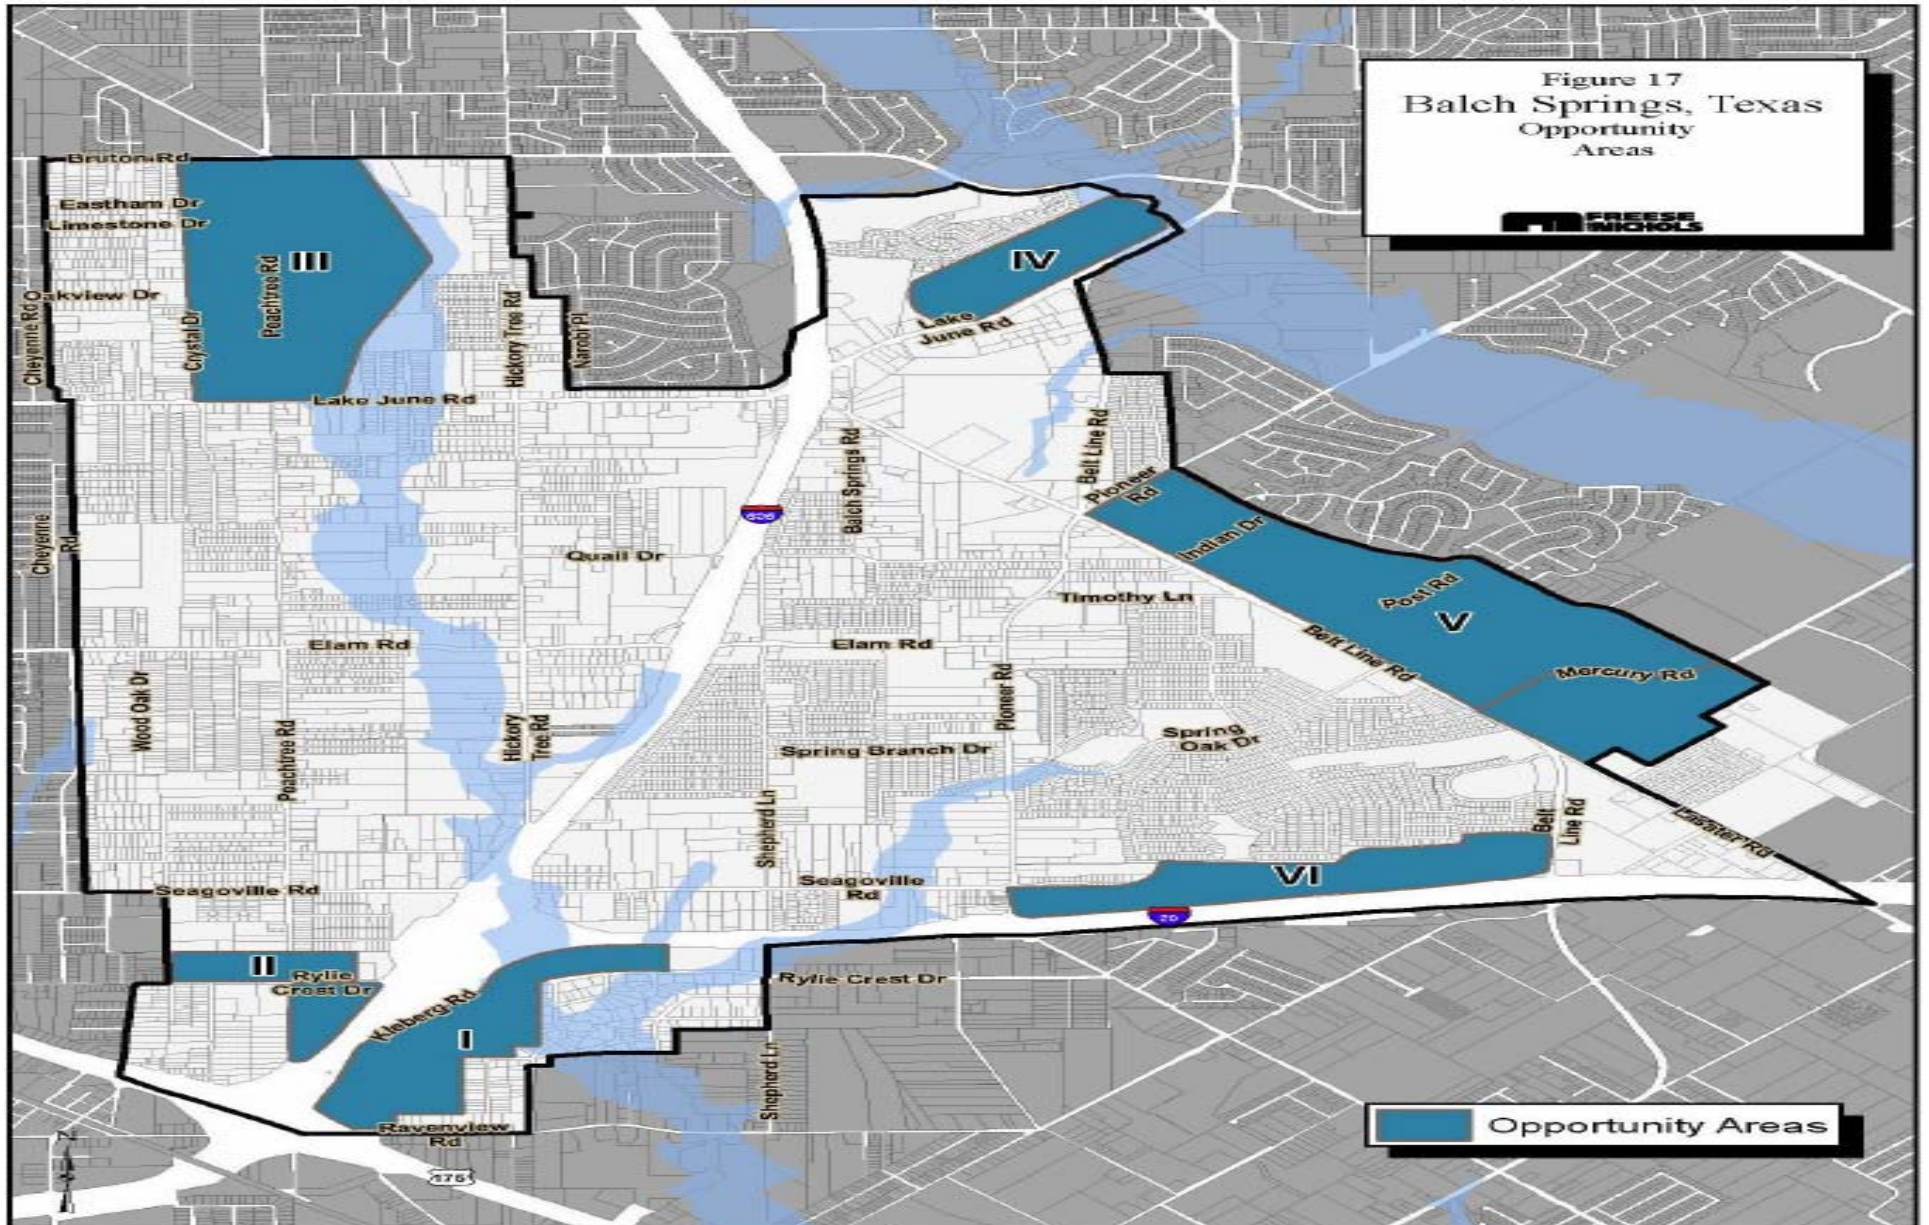 Figure 17
Balch Springs, Texas
Opportunity
Areas
FREESE
NICHOLS
Bruton Rd
Eastham Dr
Limestone Dr
III
IV
Peachtree Rd
Oakview Dr
Cheyenne Rd
Crystal Dr
Hickory Tree Rd
Narobi Pl
Lake
June Rd
Lake June Rd
Balch Springs Rd
Belt Line Rd
Pioneer
Rd
Cheyenne
Rd
Indian Dr
Quail Dr
Post Rd
Timothy Ln
V
Elam Rd
Elam Rd
Belt Line Rd
Mercury Rd
Wood Oak Dr
Pioneer Rd
Peachtree Rd
Hickory
Tree Rd
Spring Branch Dr
Spring
Oak Dr
Shepherd Ln
Belt
Line Rd
Lasater Rd
Seagoville Rd
Seagoville
Rd
VI
20
II
Rylie
Crest Dr
Rylie Crest Dr
Kleberg Rd
I
Shepherd Ln
Ravenview
Rd
175
N
Opportunity Areas